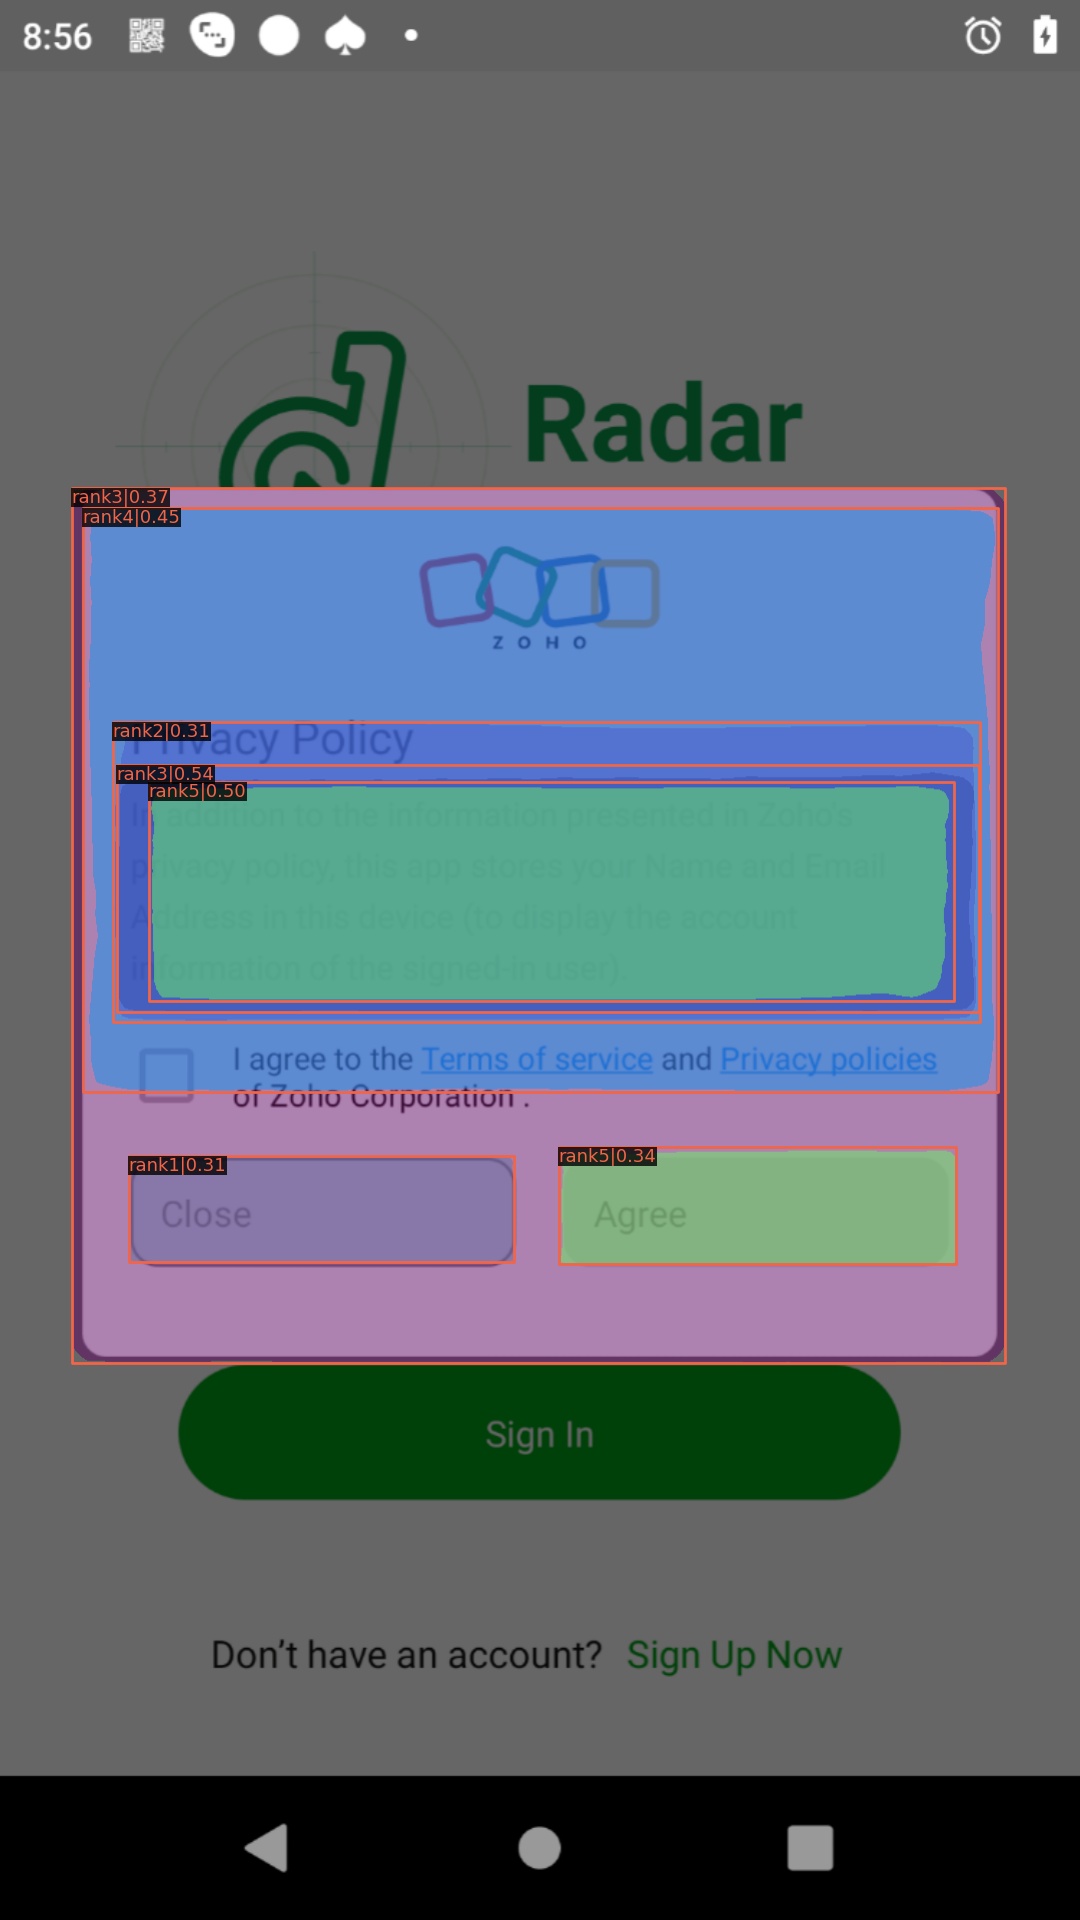 8:56
Radar
rank3|0.37
rank4|0.45
ZOHO
rank2|0.31
Privacy Policy
rank3|0.54
rank5|0.50
In addition to the information presented in Zoho's
privacy policy, this app stores your Name and Email
Address in this device (to display the account
information of the signed-in user).
I agree to the Terms of service and Privacy policies
of Zoho Corporation .
rank1|0.31
rank5|0.34
Close
Agree
Sign In
Don’t have an account? Sign Up Now